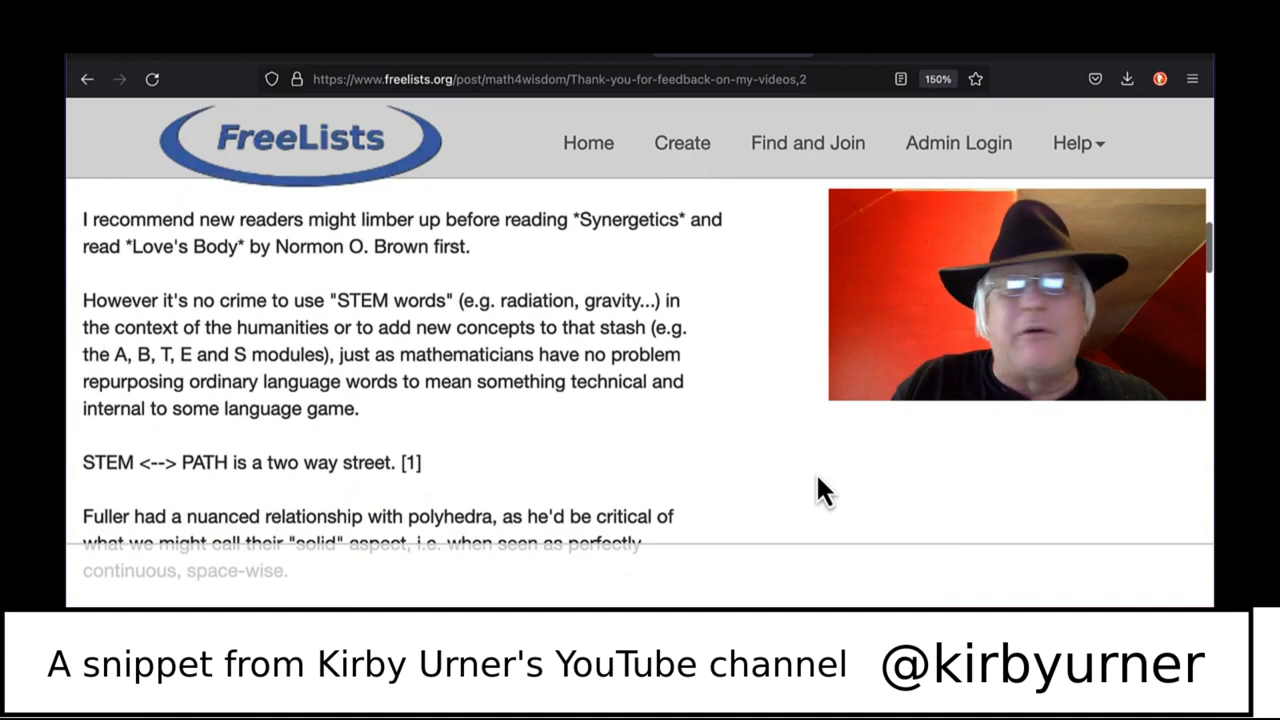 https://www.freelists.org/post/math4wisdom/Thank-you-for-feedback-on-my-videos,2
150%
FreeLists
Home
Create
Find and Join
Admin Login
Help
I recommend new readers might limber up before reading *Synergetics* and
read *Love's Body* by Normon O. Brown first.
However it's no crime to use "STEM words" (e.g. radiation, gravity...) in
the context of the humanities or to add new concepts to that stash (e.g.
the A, B, T, E and S modules), just as mathematicians have no problem
repurposing ordinary language words to mean something technical and
internal to some language game.
STEM <--> PATH is a two way street. [1]
Fuller had a nuanced relationship with polyhedra, as he'd be critical of
what we might call their "solid" aspect, i.e. when seen as perfectly
continuous, space-wise.
A snippet from Kirby Urner's YouTube channel
@kirbyurner